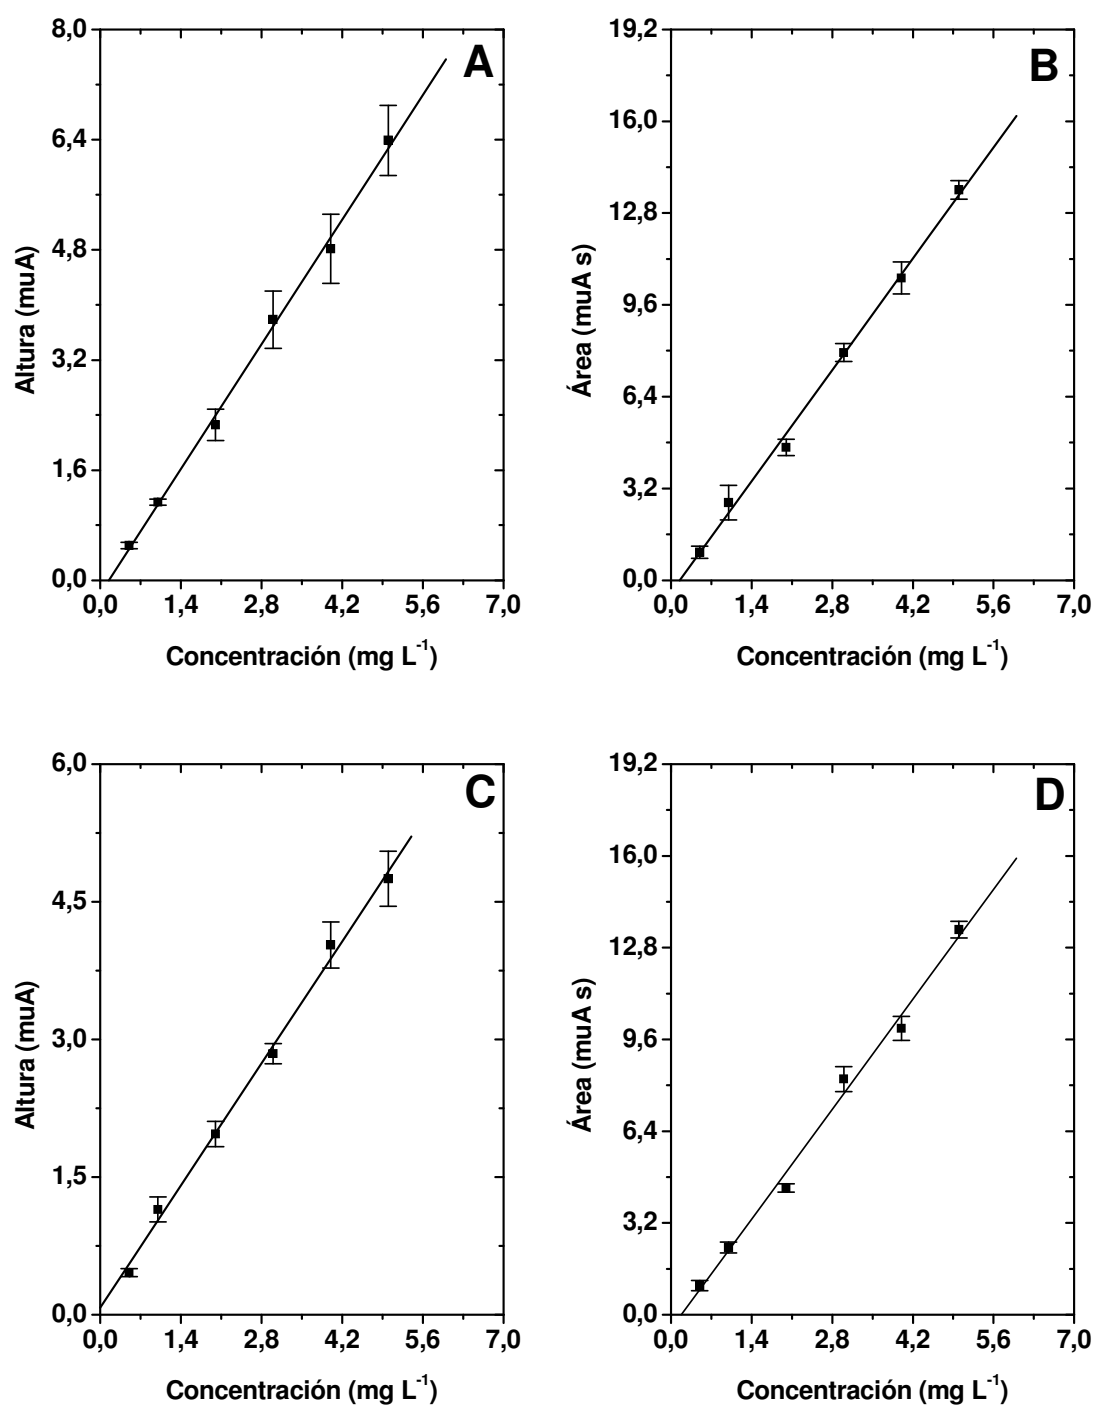 A
8,0
6,4
4,8
3,2
1,6
0,0
Altura (muA)
0,0 1,4 2,8 4,2 5,6 7,0
Concentración (mg L-1)
B
19,2
16,0
12,8
9,6
6,4
3,2
0,0
Área (muA s)
0,0 1,4 2,8 4,2 5,6 7,0
Concentración (mg L-1)
C
6,0
4,5
3,0
1,5
0,0
Altura (muA)
0,0 1,4 2,8 4,2 5,6 7,0
Concentración (mg L-1)
D
19,2
16,0
12,8
9,6
6,4
3,2
0,0
Área (muA s)
0,0 1,4 2,8 4,2 5,6 7,0
Concentración (mg L-1)